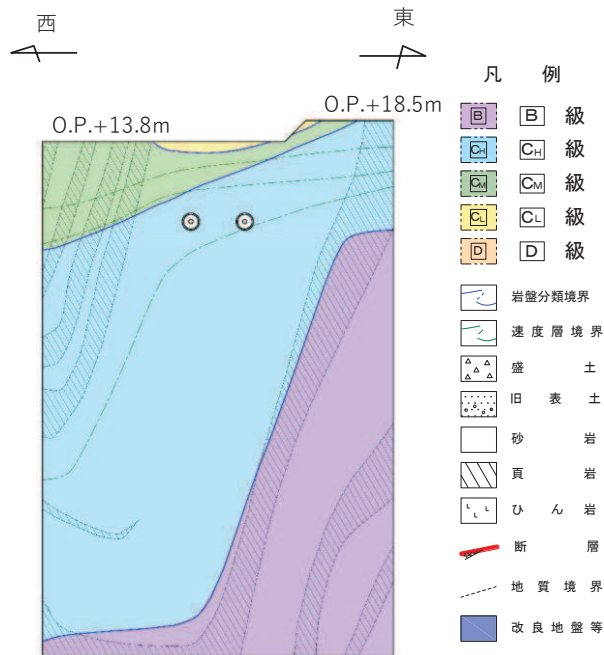 西
東
O.P.+13.8m
O.P.+18.5m
凡 例
B B 級
CH CH 級
CM CM 級
CL CL 級
D D 級
岩盤分類境界
速度層境界
盛 土
旧 表 土
砂 岩
頁 岩
ひ ん 岩
断 層
地 質 境 界
改 良 地 盤 等